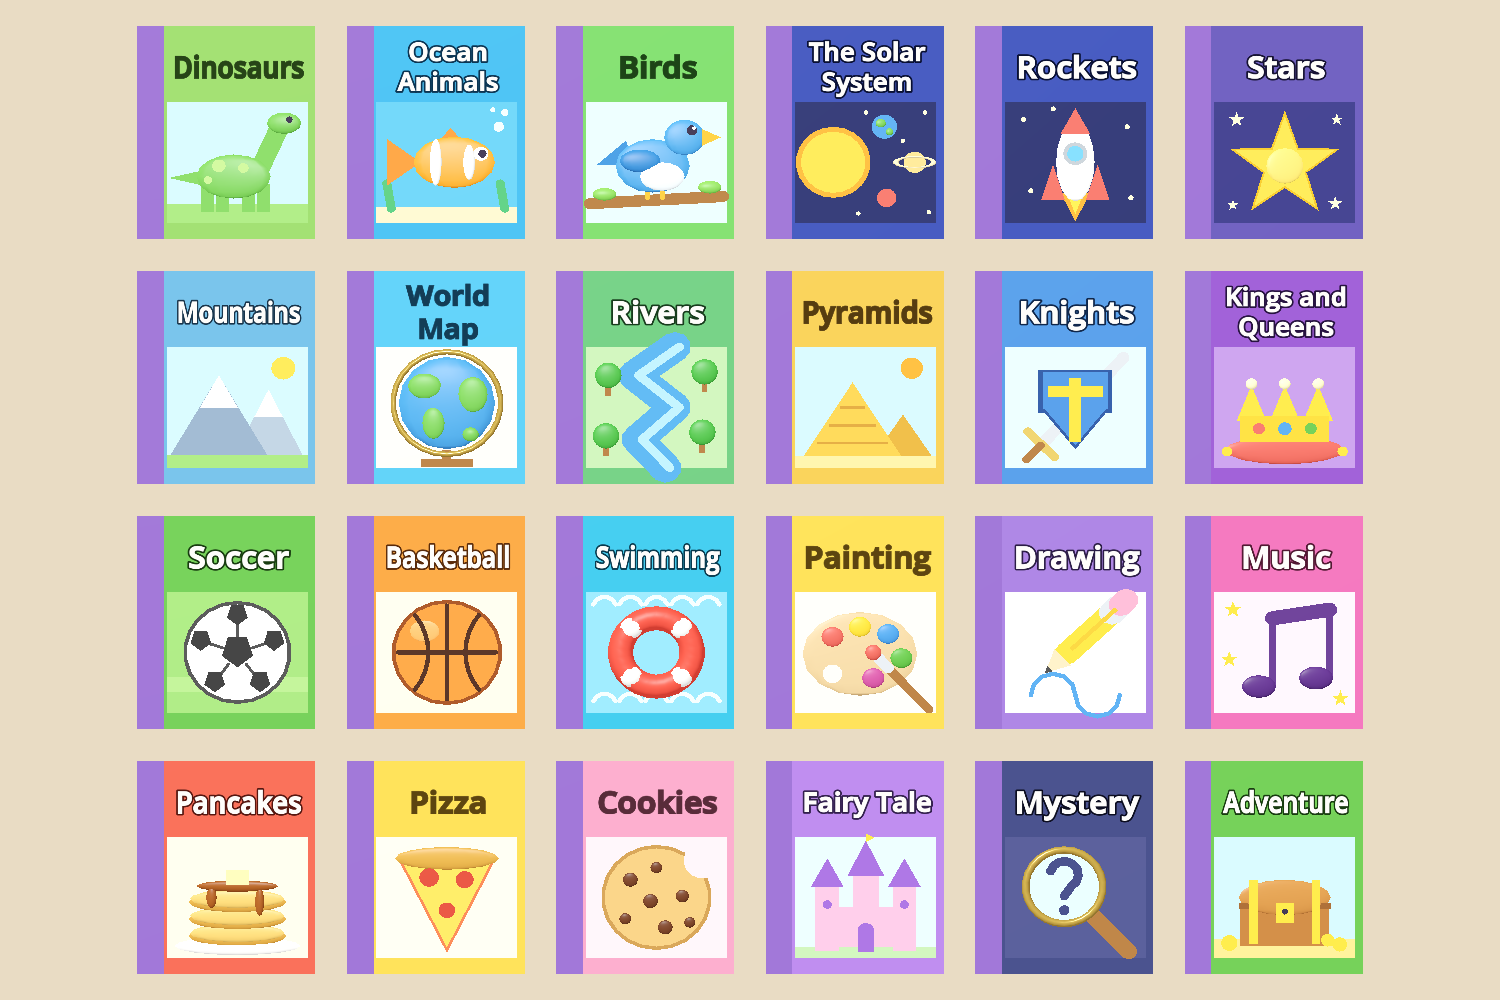 Dinosaurs
Ocean
Animals
Birds
The Solar
System
Rockets
Stars
Mountains
World
Map
Rivers
Pyramids
Knights
Kings and
Queens
Soccer
Basketball
Swimming
Painting
Drawing
Music
Pancakes
Pizza
Cookies
Fairy Tale
Mystery
Adventure